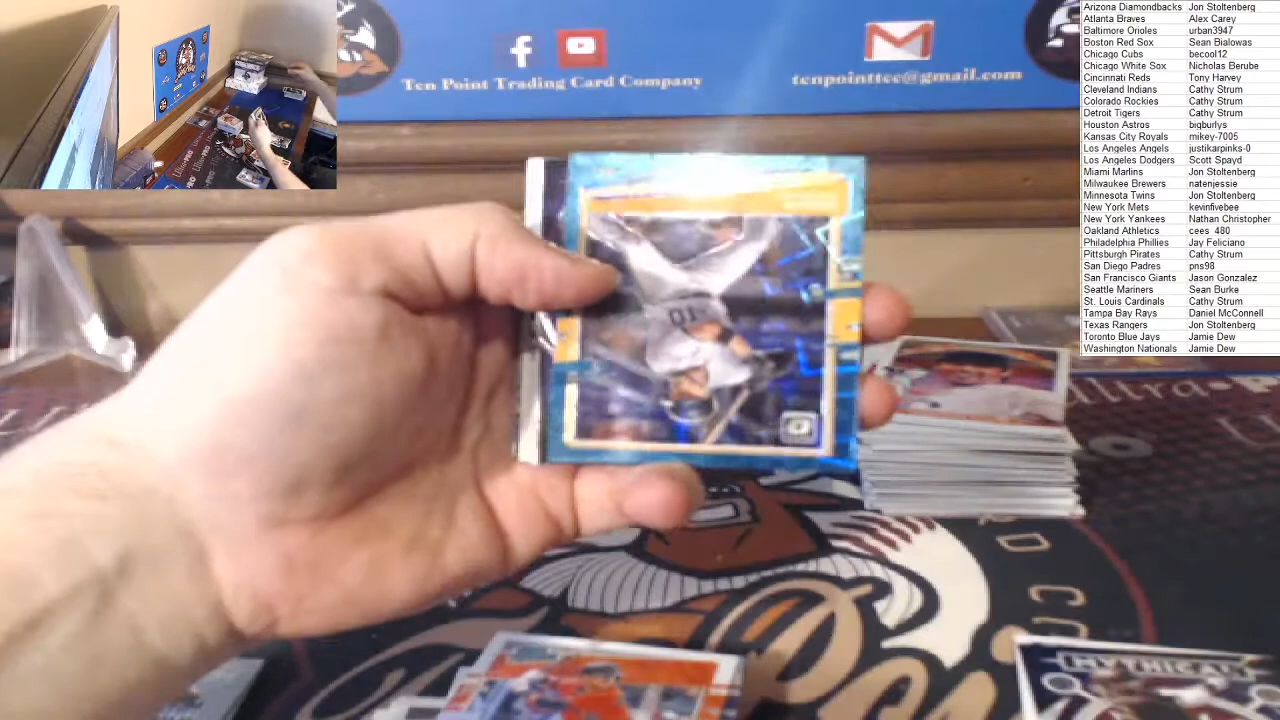 f
Ten Point Trading Card Company
tenpointtcc@gmail.com
Arizona Diamondbacks Jon Stoltenberg
Atlanta Braves Alex Carey
Baltimore Orioles urban3947
Boston Red Sox Sean Bialowas
Chicago Cubs becool12
Chicago White Sox Nicholas Berube
Cincinnati Reds Tony Harvey
Cleveland Indians Cathy Strum
Colorado Rockies Cathy Strum
Detroit Tigers Cathy Strum
Houston Astros bigburlys
Kansas City Royals mikey-7005
Los Angeles Angels justikarpinks-0
Los Angeles Dodgers Scott Spayd
Miami Marlins Jon Stoltenberg
Milwaukee Brewers natenjessie
Minnesota Twins Jon Stoltenberg
New York Mets kevinfivebee
New York Yankees Nathan Christopher
Oakland Athletics cees 480
Philadelphia Phillies Jay Feliciano
Pittsburgh Pirates Cathy Strum
San Diego Padres pns98
San Francisco Giants Jason Gonzalez
Seattle Mariners Sean Burke
St. Louis Cardinals Cathy Strum
Tampa Bay Rays Daniel McConnell
Texas Rangers Jon Stoltenberg
Toronto Blue Jays Jamie Dew
Washington Nationals Jamie Dew
10
MYTHICAL